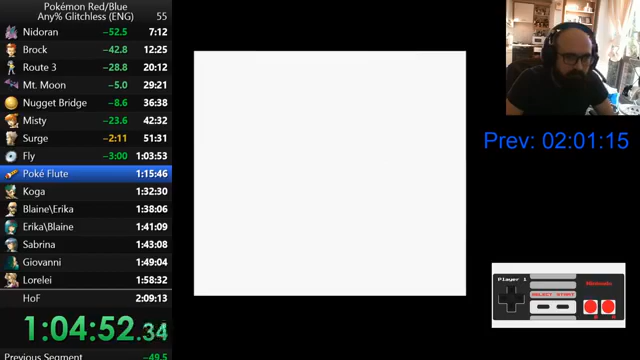 Pokémon Red/Blue
Any% Glitchless (ENG) 55
Nidoran −52.5 7:12
Brock −42.8 12:25
Route 3 −28.8 20:12
Mt. Moon −5.0 29:21
Nugget Bridge −8.6 36:38
Misty −23.6 42:32
Surge −2:11 51:31
Fly −3:00 1:03:53
Poké Flute 1:15:46
Koga 1:32:30
Blaine\Erika 1:38:06
Erika\Blaine 1:41:09
Sabrina 1:43:08
Giovanni 1:49:04
Lorelei 1:58:32
HoF 2:09:13
1:04:52.34
Previous Segment −49.5
Prev: 02:01:15
Player 1
Nintendo
SELECT START